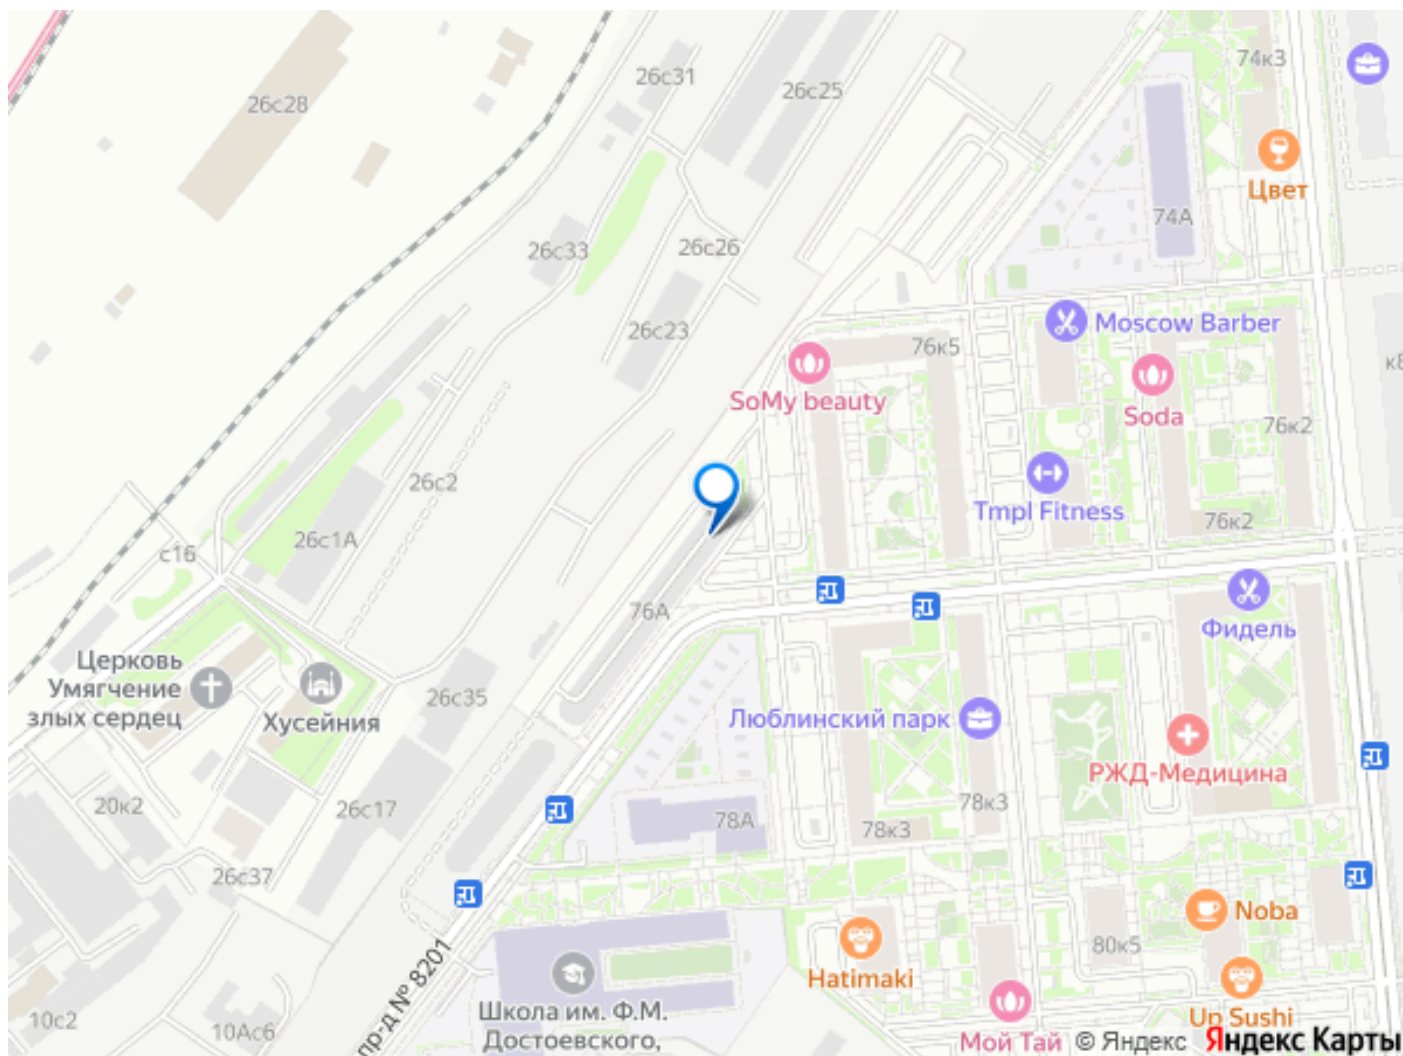 74к3
26с31
26с25
26с28
Цвет
74А
26с33
26с26
26с23
Moscow Barber
76к5
SoMy beauty
Soda
76к2
26с2
Tmpl Fitness
76к2
26с1А
с16
76А
Фидель
Церковь
Умягчение
злых сердец
Хусейния
26с35
Люблинский парк
РЖД-Медицина
20к2
26с17
78А
78к3
78к3
26с37
Noba
80к5
пр-д № 8201
Hatimaki
10с2
10Ас6
Школа им. Ф.М.
Достоевского,
Up Sushi
Мой Тай
© Яндекс Яндекс Карты